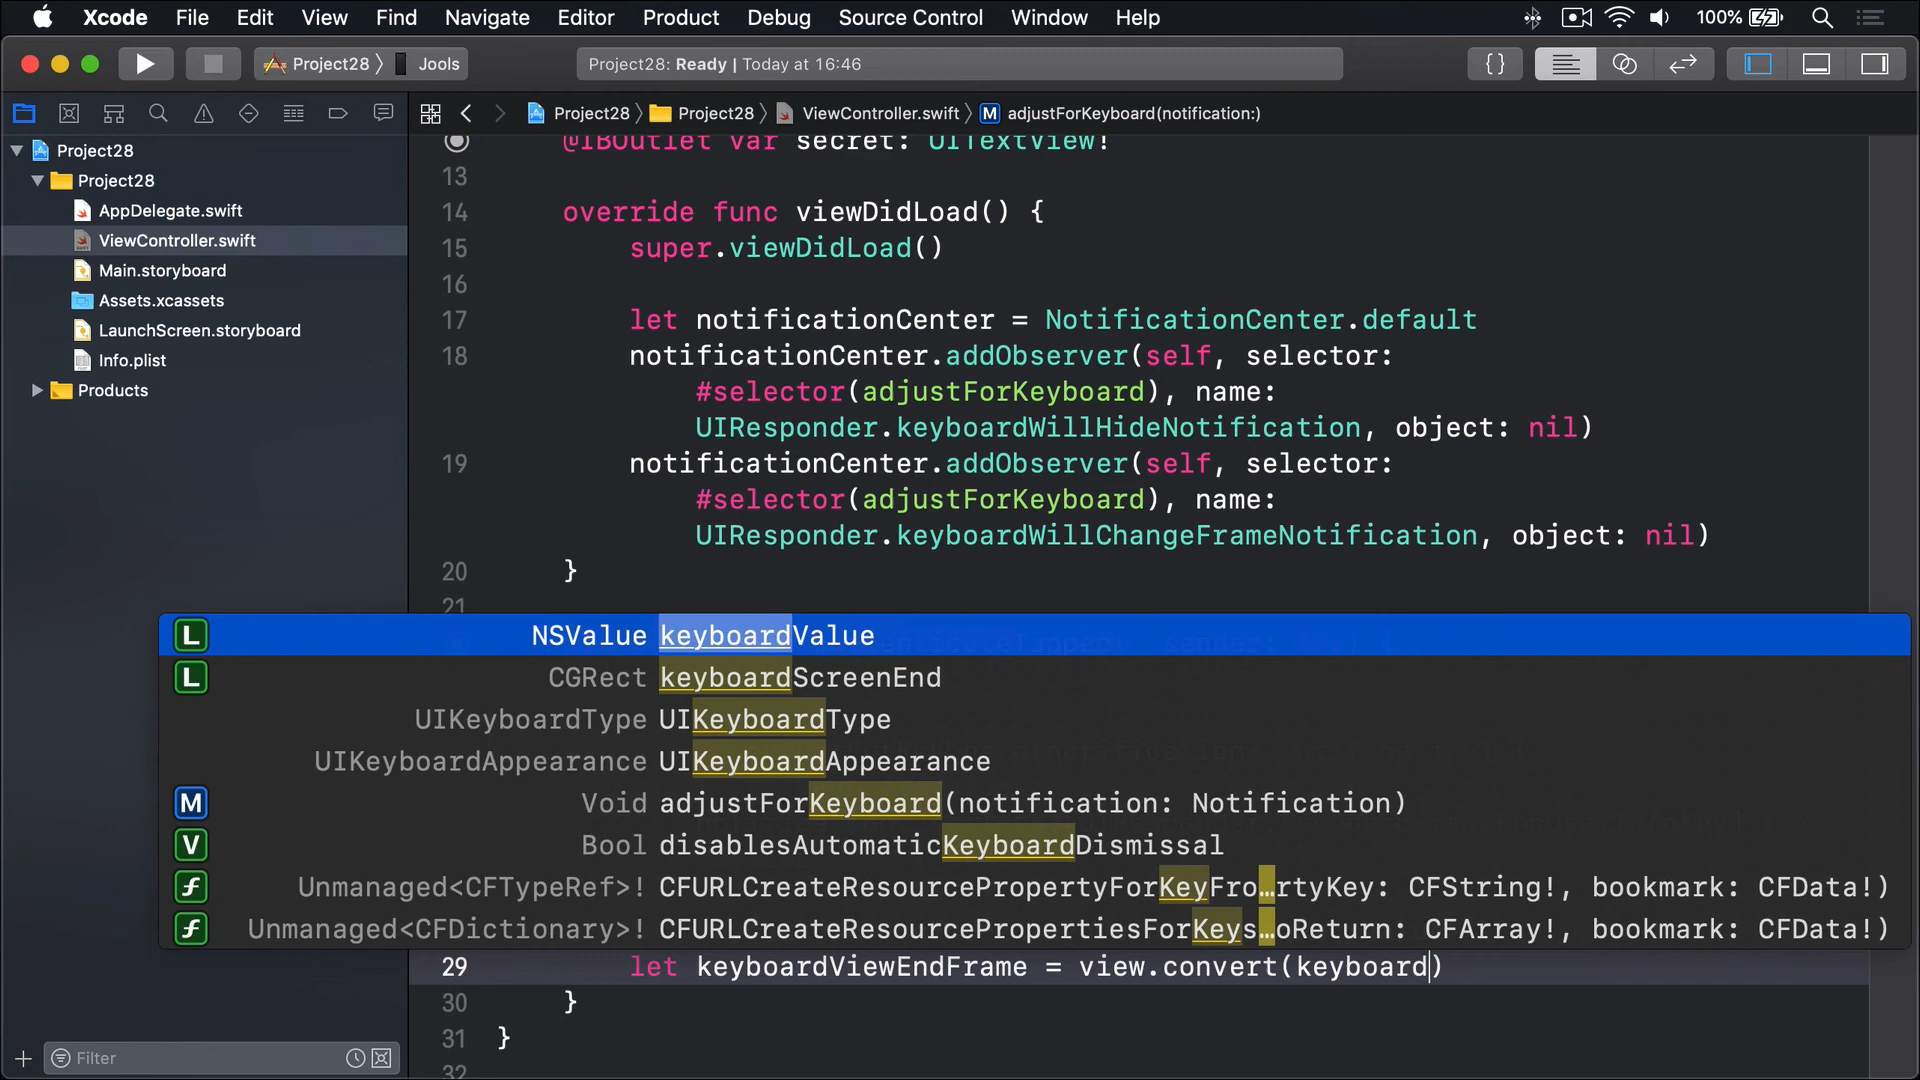 Xcode File Edit View Find Navigate Editor Product Debug Source Control Window Help 100%
Project28 Jools Project28: Ready | Today at 16:46 {}
Project28 Project28 ViewController.swift M adjustForKeyboard(notification:)
Project28
Project28
AppDelegate.swift
ViewController.swift
Main.storyboard
Assets.xcassets
LaunchScreen.storyboard
Info.plist
Products
@IBOutlet var secret: UITextView!
13
14 override func viewDidLoad() {
15 super.viewDidLoad()
16
17 let notificationCenter = NotificationCenter.default
18 notificationCenter.addObserver(self, selector:
#selector(adjustForKeyboard), name:
UIResponder.keyboardWillHideNotification, object: nil)
19 notificationCenter.addObserver(self, selector:
#selector(adjustForKeyboard), name:
UIResponder.keyboardWillChangeFrameNotification, object: nil)
20 }
21
L NSValue keyboardValue
L CGRect keyboardScreenEnd
UIKeyboardType UIKeyboardType
UIKeyboardAppearance UIKeyboardAppearance
M Void adjustForKeyboard(notification: Notification)
V Bool disablesAutomaticKeyboardDismissal
f Unmanaged<CFTypeRef>! CFURLCreateResourcePropertyForKeyFro…rtyKey: CFString!, bookmark: CFData!)
f Unmanaged<CFDictionary>! CFURLCreateResourcePropertiesForKeys…oReturn: CFArray!, bookmark: CFData!)
29 let keyboardViewEndFrame = view.convert(keyboard)
30 }
31 }
32
Filter